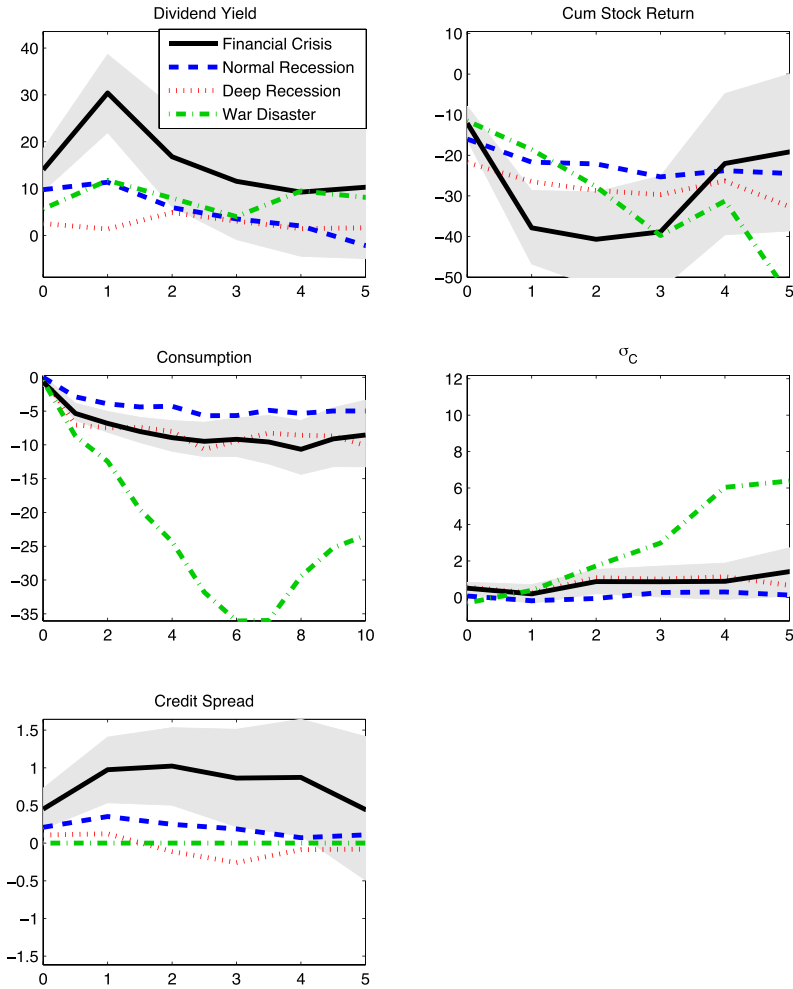 Dividend Yield
40
30
20
10
0
0 1 2 3 4 5
Financial Crisis
Normal Recession
Deep Recession
War Disaster
Cum Stock Return
10
0
−10
−20
−30
−40
−50
0 1 2 3 4 5
Consumption
0
−5
−10
−15
−20
−25
−30
−35
0 2 4 6 8 10
σC
12
10
8
6
4
2
0
0 1 2 3 4 5
Credit Spread
1.5
1
0.5
0
−0.5
−1
−1.5
0 1 2 3 4 5